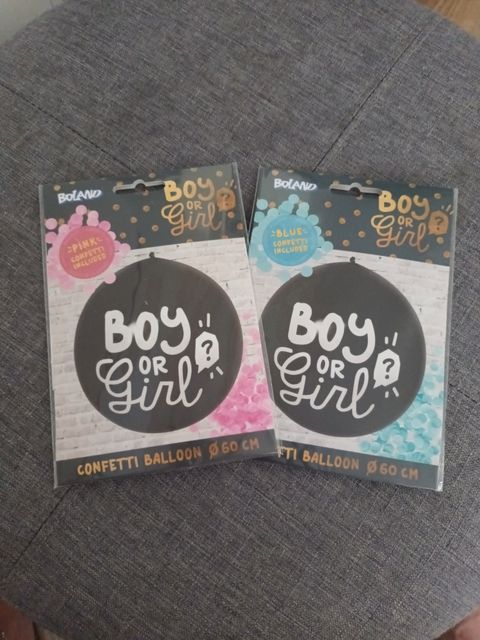 BOLAND
BOY
OR
Girl ?
PINK
CONFETTI
INCLUDED
BOY
OR
Girl ?
CONFETTI BALLOON Ø 60 CM
BOLAND
BOY
OR
Girl ?
BLUE
CONFETTI
INCLUDED
BOY
OR
Girl ?
TI BALLOON Ø 60 CM